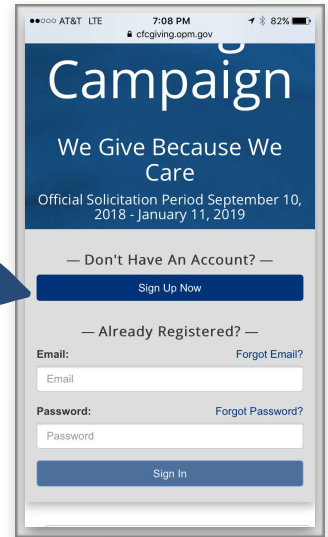 AT&T LTE 7:08 PM 82%
cfcgiving.opm.gov
Campaign
We Give Because We
Care
Official Solicitation Period September 10,
2018 - January 11, 2019
— Don't Have An Account? —
Sign Up Now
— Already Registered? —
Email: Forgot Email?
Email
Password: Forgot Password?
Password
Sign In